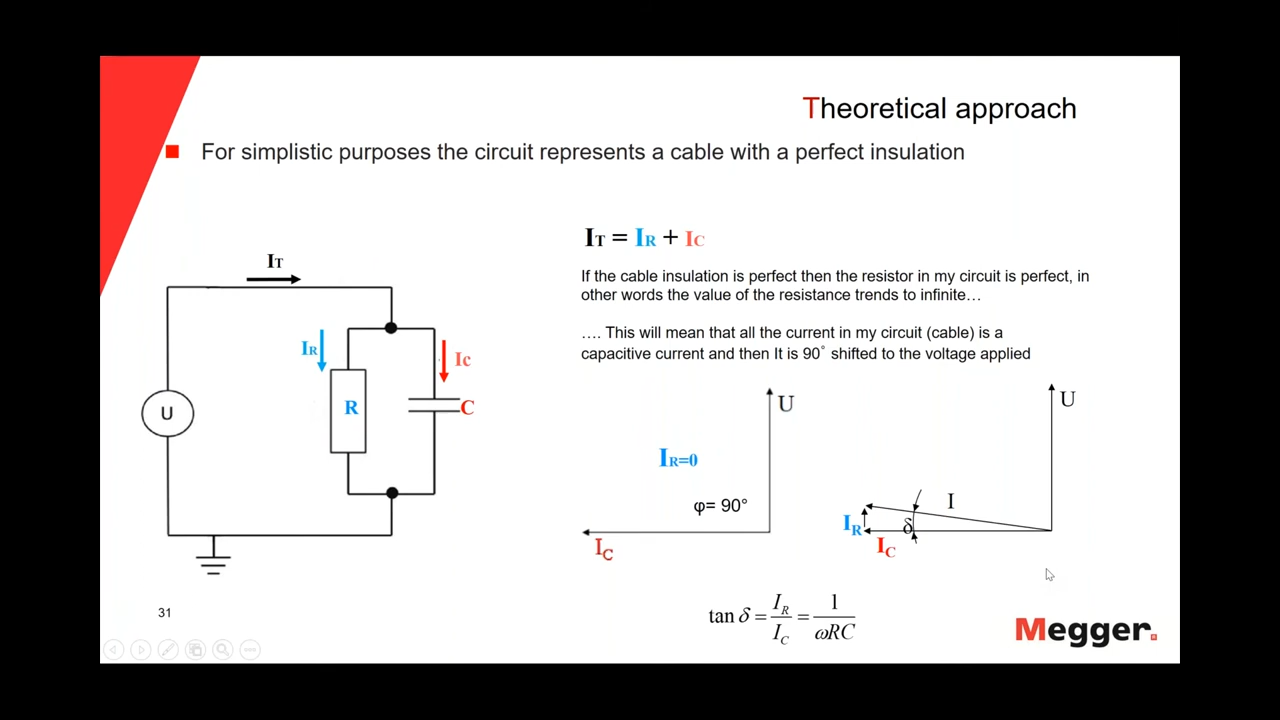 Theoretical approach
For simplistic purposes the circuit represents a cable with a perfect insulation
IT = IR + IC
If the cable insulation is perfect then the resistor in my circuit is perfect, in
other words the value of the resistance trends to infinite…
…. This will mean that all the current in my circuit (cable) is a
capacitive current and then It is 90° shifted to the voltage applied
IT
IR
Ic
U
R
C
U
IR=0
φ= 90°
IC
U
I
IR
δ
IC
tan δ = IR/IC = 1/ωRC
31
Megger.